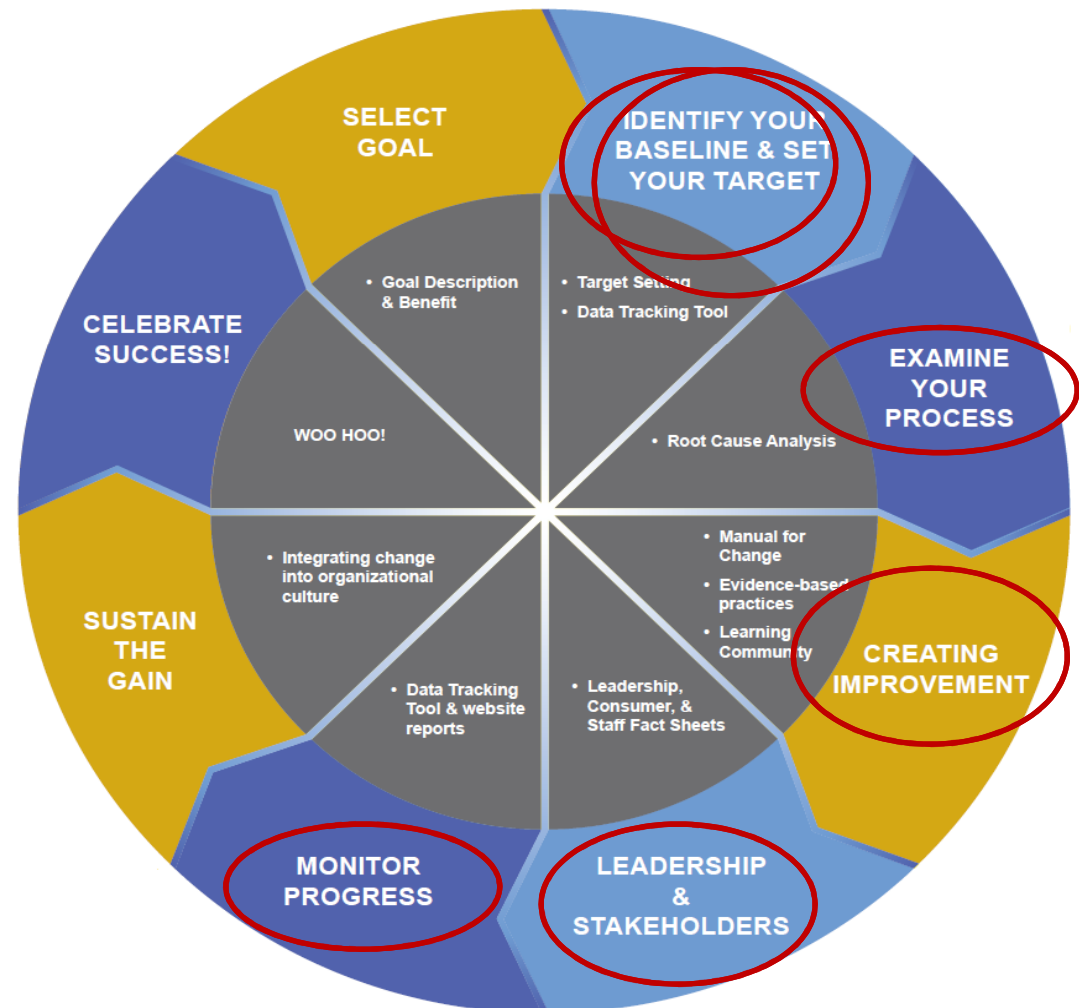 SELECT
GOAL
• Goal Description
& Benefit
IDENTIFY YOUR
BASELINE & SET
YOUR TARGET
• Target Setting
• Data Tracking Tool
EXAMINE
YOUR
PROCESS
• Root Cause Analysis
CREATING
IMPROVEMENT
• Manual for
Change
• Evidence-based
practices
• Learning
Community
LEADERSHIP
&
STAKEHOLDERS
• Leadership,
Consumer, &
Staff Fact Sheets
MONITOR
PROGRESS
• Data Tracking
Tool & website
reports
SUSTAIN
THE
GAIN
• Integrating change
into organizational
culture
CELEBRATE
SUCCESS!
WOO HOO!